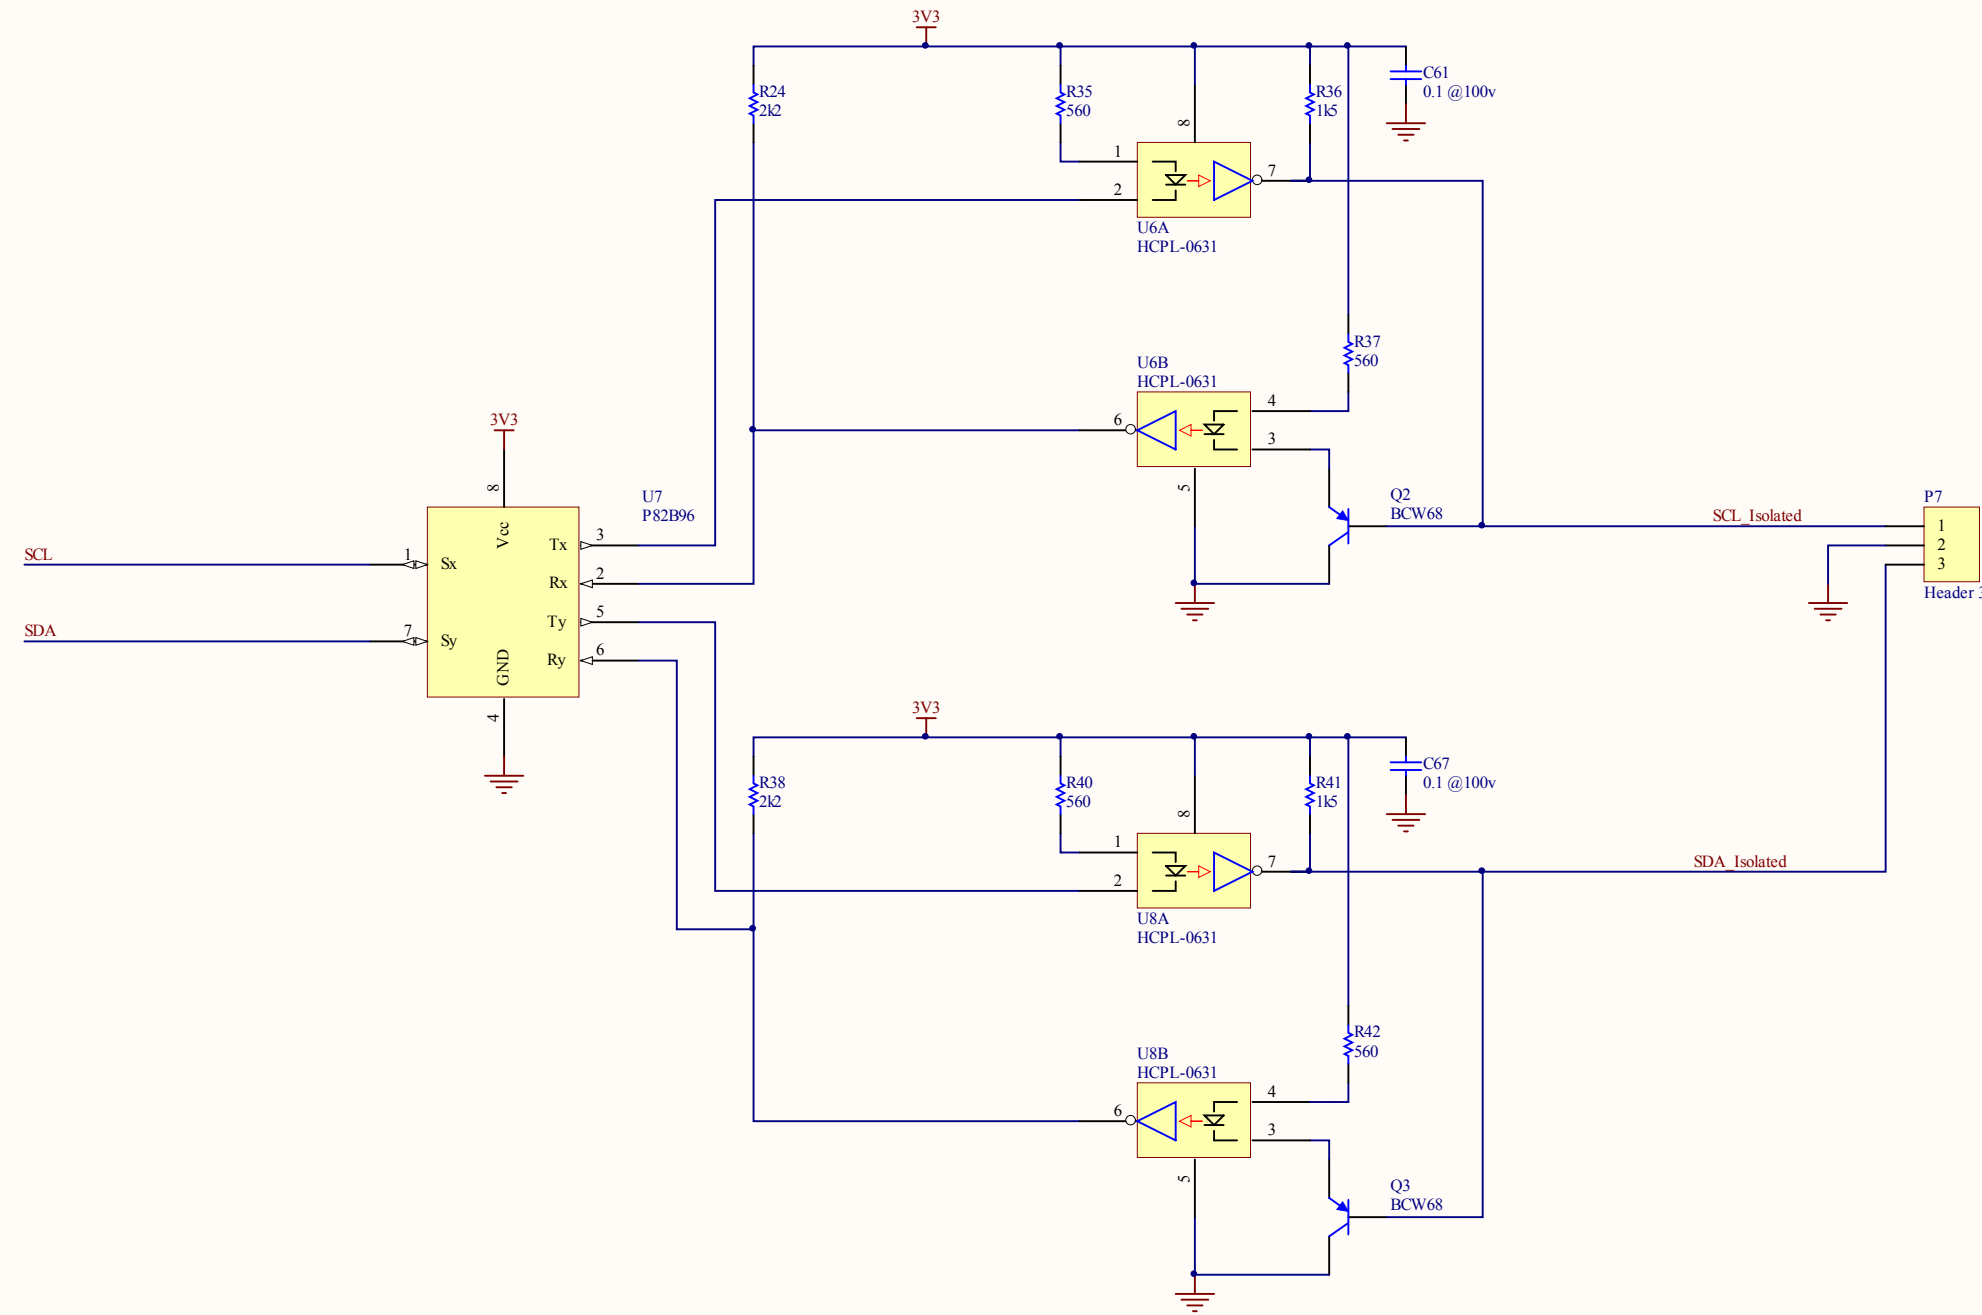 3V3
R24
2k2
R35
560
R36
1k5
C61
0.1 @100v
8
1
2
7
U6A
HCPL-0631
R37
560
U6B
HCPL-0631
6
4
3
5
Q2
BCW68
3V3
8
U7
P82B96
Vcc
SCL
1
Sx
Tx
3
Rx
2
SDA
7
Sy
Ty
5
Ry
6
GND
4
SCL_Isolated
P7
1
2
3
Header 3
3V3
R38
2k2
R40
560
R41
1k5
C67
0.1 @100v
8
1
2
7
U8A
HCPL-0631
SDA_Isolated
R42
560
U8B
HCPL-0631
6
4
3
5
Q3
BCW68